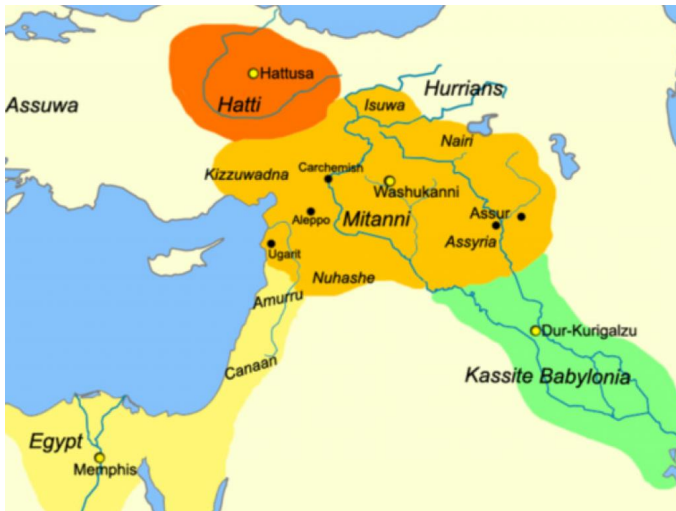 Hattusa
Hurrians
Assuwa
Hatti
Isuwa
Nairi
Kizzuwadna
Carchemish
Washukanni
Aleppo
Mitanni
Assur
Assyria
Ugarit
Nuhashe
Amurru
Dur-Kurigalzu
Canaan
Kassite Babylonia
Egypt
Memphis